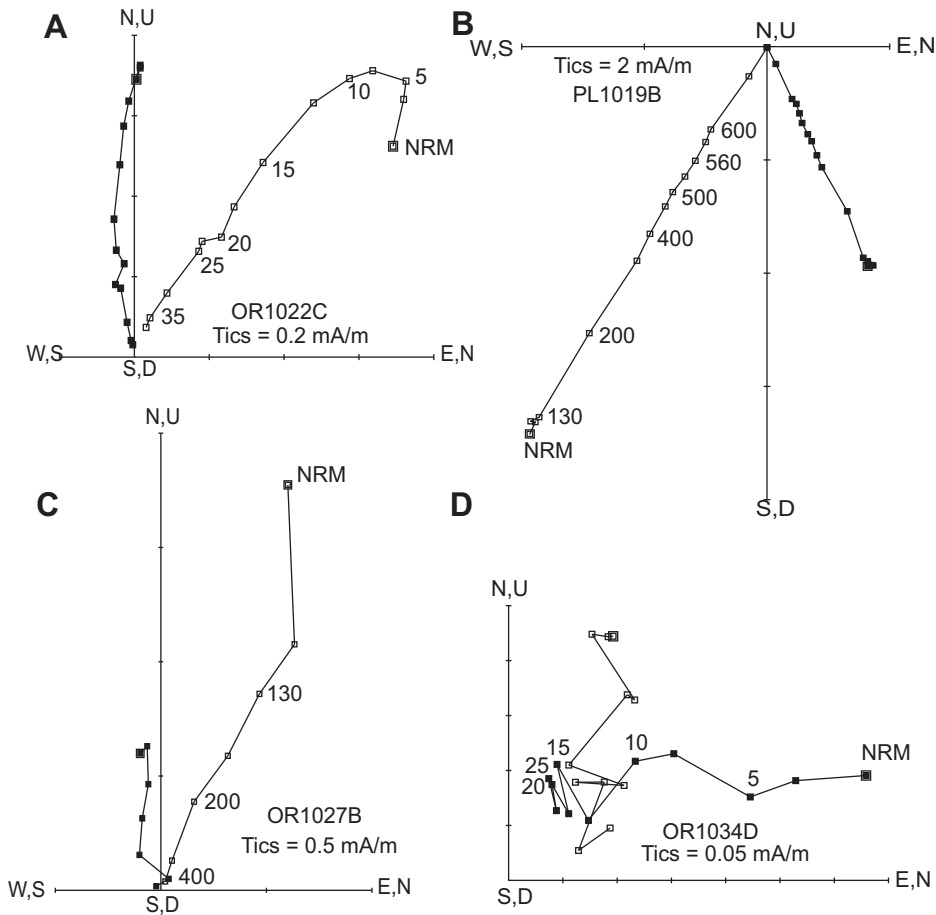 A
N,U
5
10
NRM
15
20
25
35
OR1022C
Tics = 0.2 mA/m
W,S
E,N
S,D
B
N,U
W,S
E,N
Tics = 2 mA/m
PL1019B
600
560
500
400
200
130
NRM
S,D
C
N,U
NRM
130
200
OR1027B
Tics = 0.5 mA/m
400
W,S
E,N
S,D
D
N,U
15
10
NRM
25
20
5
OR1034D
Tics = 0.05 mA/m
S,D
E,N